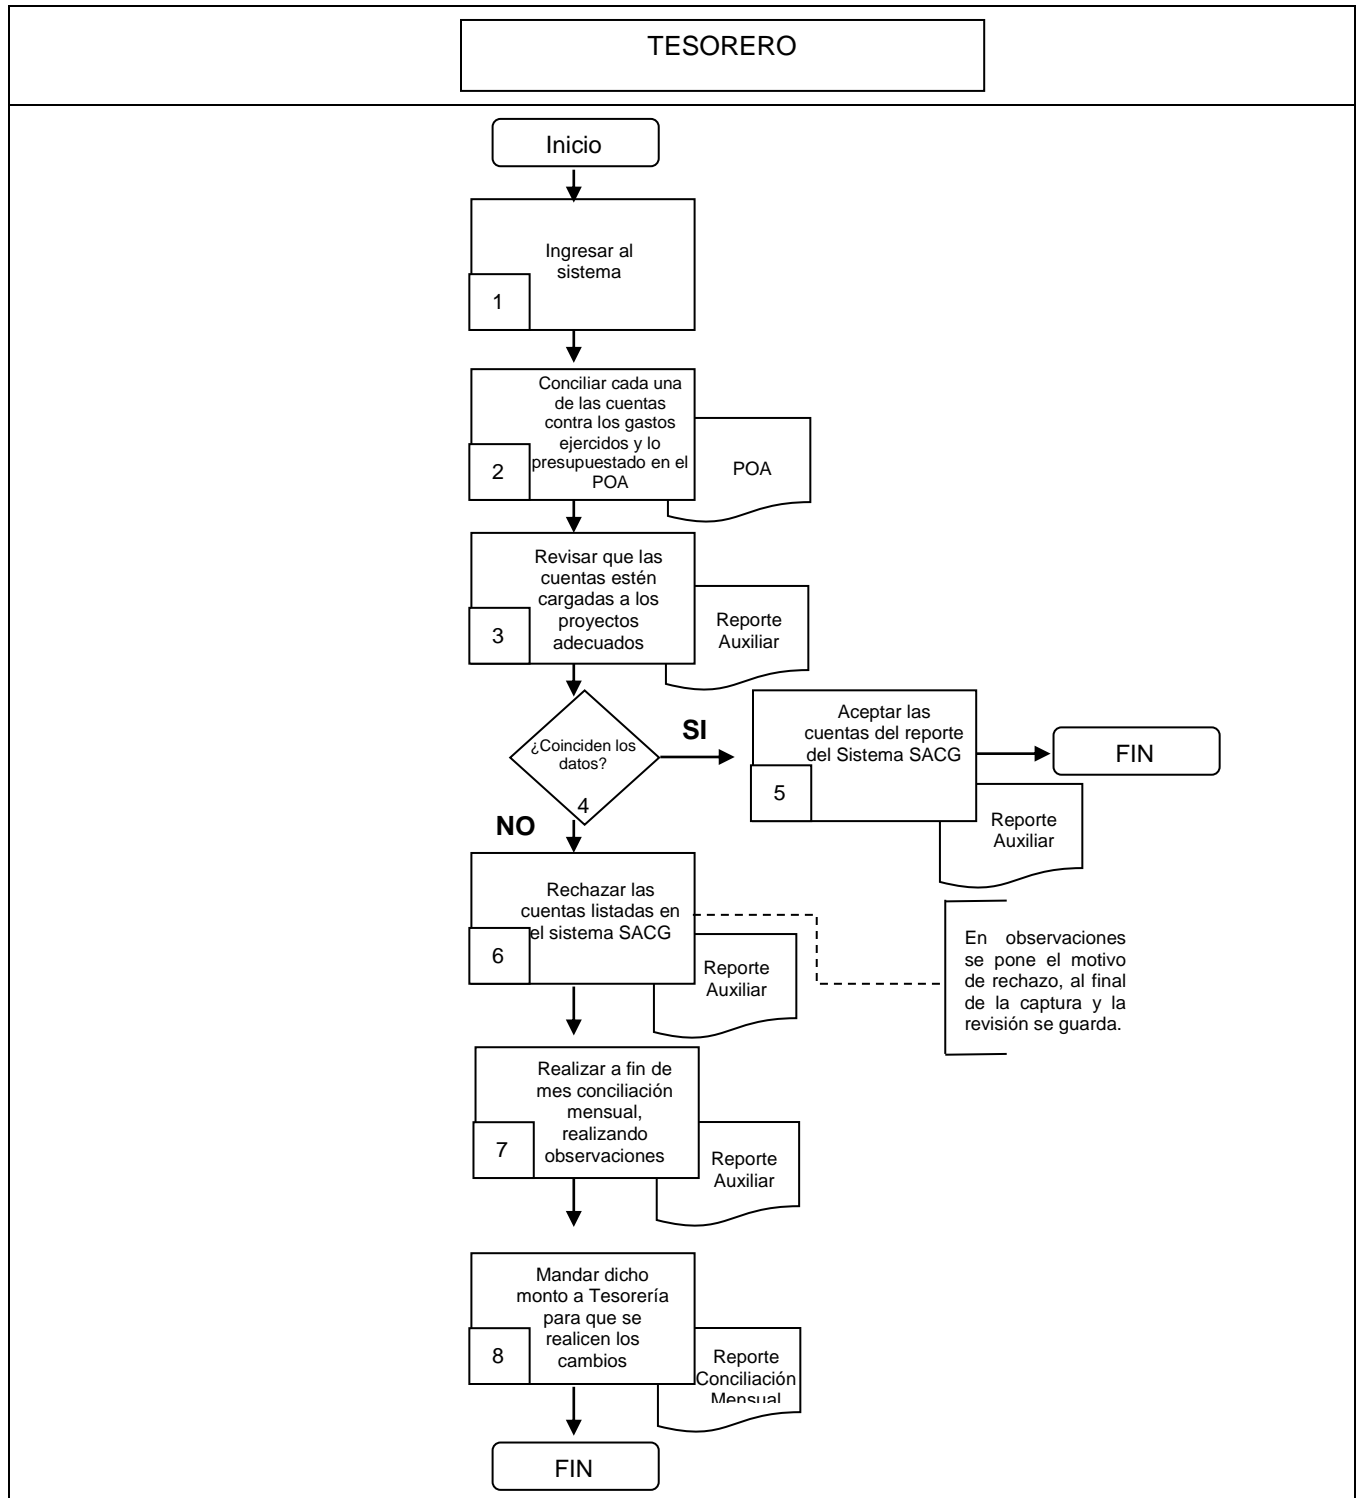 TESORERO
Inicio
Ingresar al
sistema
1
Conciliar cada una
de las cuentas
contra los gastos
ejercidos y lo
presupuestado en el
POA
2
POA
Revisar que las
cuentas estén
cargadas a los
proyectos
adecuados
3
Reporte
Auxiliar
¿Coinciden los
datos?
4
SI
Aceptar las
cuentas del reporte
del Sistema SACG
5
Reporte
Auxiliar
FIN
NO
Rechazar las
cuentas listadas en
el sistema SACG
6
Reporte
Auxiliar
En observaciones
se pone el motivo
de rechazo, al final
de la captura y la
revisión se guarda.
Realizar a fin de
mes conciliación
mensual,
realizando
observaciones
7
Reporte
Auxiliar
Mandar dicho
monto a Tesorería
para que se
realicen los
cambios
8
Reporte
Conciliación
Mensual
FIN